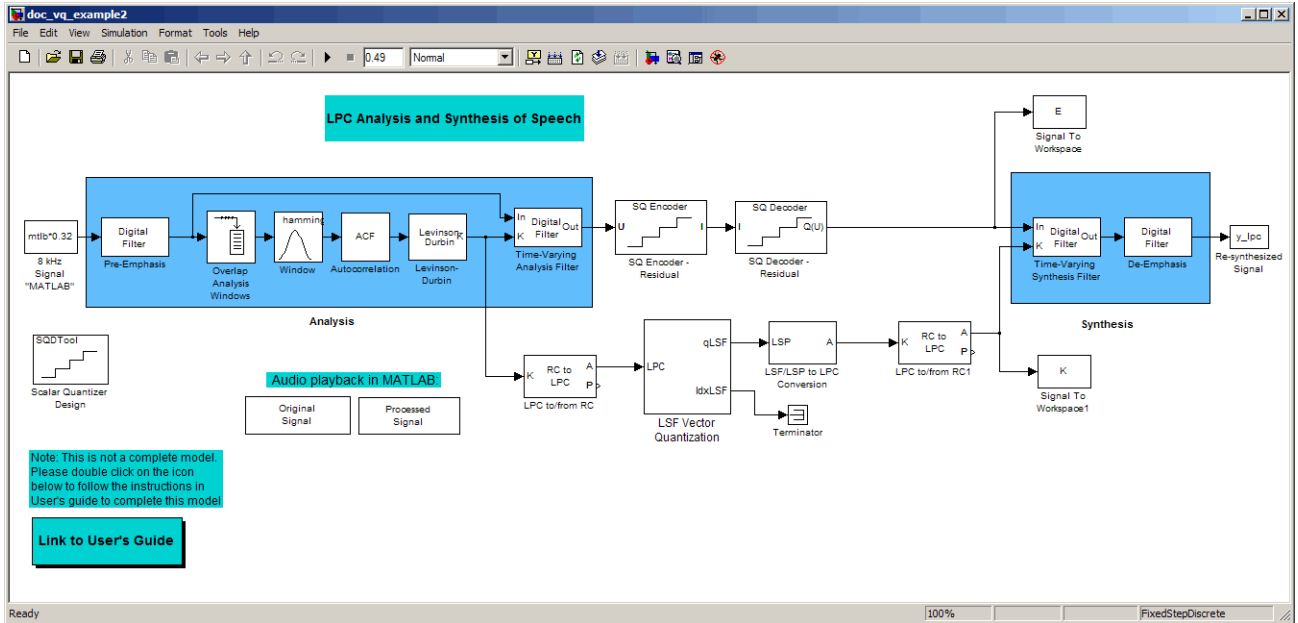 doc_vq_example2
File Edit View Simulation Format Tools Help
0.49 Normal
LPC Analysis and Synthesis of Speech
E
Signal To
Workspace
mtlb*0.32
8 kHz
Signal
"MATLAB"
Digital
Filter
Pre-Emphasis
Overlap
Analysis
Windows
hamming
Window
ACF
Autocorrelation
Levinson-
Durbin
K
Levinson-
Durbin
In
K
Digital
Filter
Out
Time-Varying
Analysis Filter
SQ Encoder
U
I
SQ Encoder -
Residual
SQ Decoder
I
Q(U)
SQ Decoder -
Residual
In
K
Digital
Filter
Out
Time-Varying
Synthesis Filter
Digital
Filter
De-Emphasis
y_lpc
Re-synthesized
Signal
Analysis
Synthesis
SQDTool
Scalar Quantizer
Design
Audio playback in MATLAB:
Original
Signal
Processed
Signal
K
RC to
LPC
A
P
LPC to/from RC
LPC
qLSF
IdxLSF
LSF Vector
Quantization
LSP
A
LSF/LSP to LPC
Conversion
Terminator
K
RC to
LPC
A
P
LPC to/from RC1
K
Signal To
Workspace1
Note: This is not a complete model.
Please double click on the icon
below to follow the instructions in
User's guide to complete this model
Link to User's Guide
Ready 100% FixedStepDiscrete